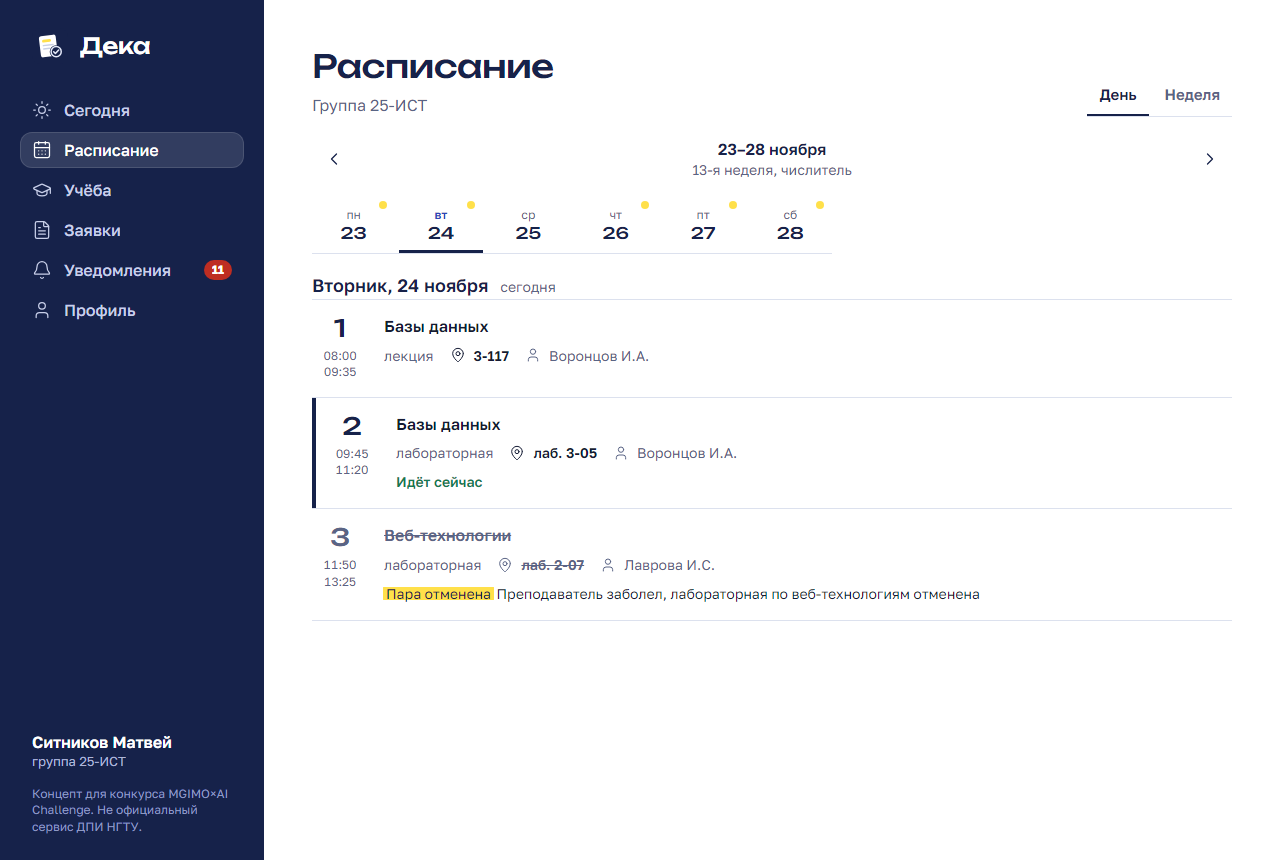 Дека
Сегодня
Расписание
Учёба
Заявки
Уведомления 11
Профиль
Ситников Матвей
группа 25-ИСТ
Концепт для конкурса MGIMO×AI
Challenge. Не официальный
сервис ДПИ НГТУ.
Расписание
Группа 25-ИСТ
День Неделя
23–28 ноября
13-я неделя, числитель
пн вт ср чт пт сб
23 24 25 26 27 28
Вторник, 24 ноября сегодня
1 Базы данных
08:00 лекция 3-117 Воронцов И.А.
09:35
2 Базы данных
09:45 лабораторная лаб. 3-05 Воронцов И.А.
11:20
Идёт сейчас
3 Веб-технологии
11:50 лабораторная лаб. 2-07 Лаврова И.С.
13:25
Пара отменена Преподаватель заболел, лабораторная по веб-технологиям отменена